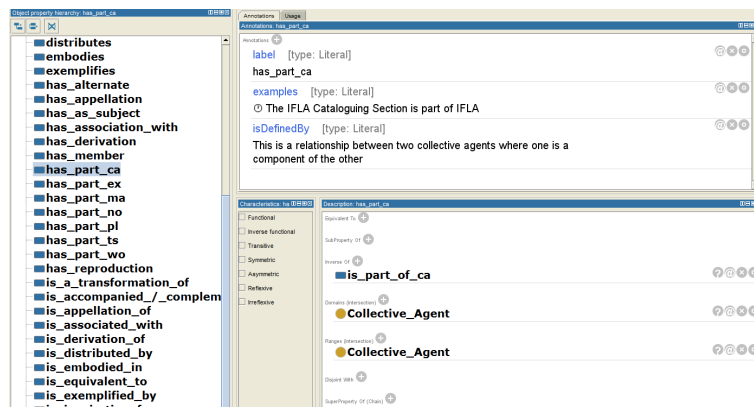 Object property hierarchy: has_part_ca
distributes
embodies
exemplifies
has_alternate
has_appellation
has_as_subject
has_association_with
has_derivation
has_member
has_part_ca
has_part_ex
has_part_ma
has_part_no
has_part_pl
has_part_ts
has_part_wo
has_reproduction
is_a_transformation_of
is_accompanied_/_complem
is_appellation_of
is_associated_with
is_derivation_of
is_distributed_by
is_embodied_in
is_equivalent_to
is_exemplified_by
Annotations Usage
Annotations: has_part_ca
Annotations
label [type: Literal]
has_part_ca
examples [type: Literal]
The IFLA Cataloguing Section is part of IFLA
isDefinedBy [type: Literal]
This is a relationship between two collective agents where one is a
component of the other
Characteristics: ha
Functional
Inverse functional
Transitive
Symmetric
Asymmetric
Reflexive
Irreflexive
Description: has_part_ca
Equivalent To
SubProperty Of
Inverse Of
is_part_of_ca
Domains (intersection)
Collective_Agent
Ranges (intersection)
Collective_Agent
Disjoint With
SuperProperty Of (Chain)